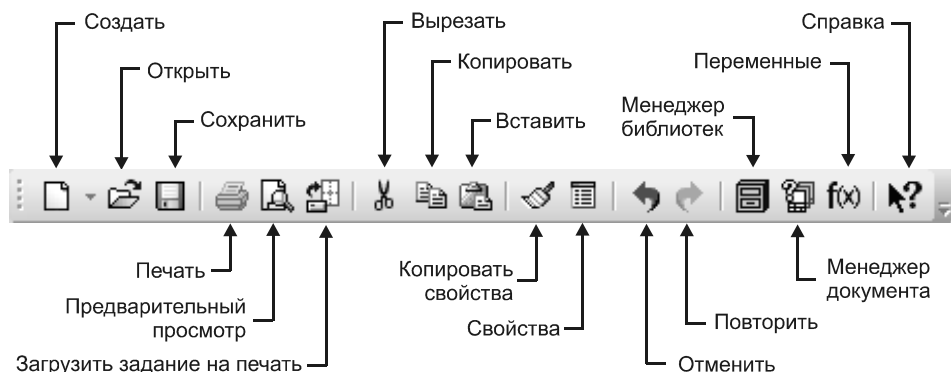 Создать
Вырезать
Справка
Открыть
Копировать
Переменные
Сохранить
Вставить
Менеджер
библиотек
f(x)
?
Печать
Копировать
свойства
Менеджер
документа
Предварительный
просмотр
Свойства
Повторить
Загрузить задание на печать
Отменить